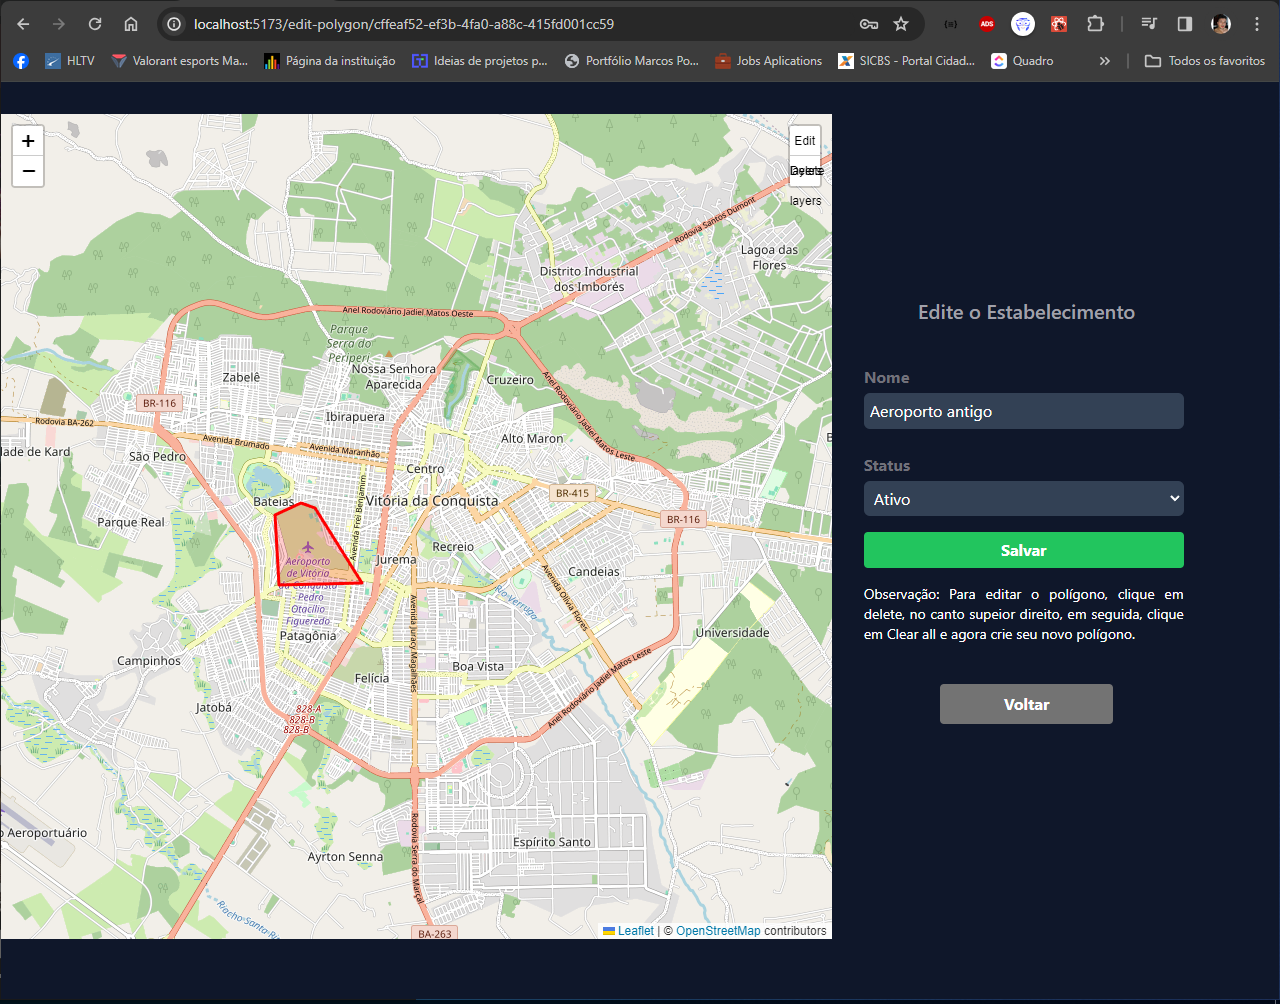 localhost:5173/edit-polygon/cffeaf52-ef3b-4fa0-a88c-415fd001cc59
ADS
HLTV
Valorant esports Ma...
Página da instituição
Ideias de projetos p...
Portfólio Marcos Po...
Jobs Aplications
SICBS - Portal Cidad...
Quadro
»
Todos os favoritos
+
−
Edit
layers
Delete
layers
Rodovia Santos Dumont
Lagoa das
Flores
Distrito Industrial
dos Imborés
Anel Rodoviário Jadiel Matos Oeste
Parque
Serra do
Periperi
Nossa Senhora
Aparecida
Zabelê
Cruzeiro
Anel Rodoviário Jadiel Matos Leste
BR-116
Ibirapuera
Rodovia BA-262
Avenida Brumado
Avenida Maranhão
Alto Maron
dade de Kard
São Pedro
Centro
Bateias
Vitória da Conquista
BR-415
Parque Real
Avenida Frei Benjamim
BR-116
Recreio
Aeroporto
de Vitória
da Conquista
Pedro
Otacílio
Figueredo
Jurema
Candeias
Avenida Olívia Flores
Rio Verruga
Avenida Juracy Magalhães
Patagônia
Universidade
Campinhos
Boa Vista
Felícia
Anel Rodoviário Jadiel Matos Leste
Jatobá
828-A
828-B
828-B
o Aeroportuário
Espírito Santo
Ayrton Senna
Rodovia Serra do Marçal
Riacho Santa Ri
BA-263
Leaflet | © OpenStreetMap contributors
Edite o Estabelecimento
Nome
Aeroporto antigo
Status
Ativo
Salvar
Observação: Para editar o polígono, clique em
delete, no canto supeior direito, em seguida, clique
em Clear all e agora crie seu novo polígono.
Voltar